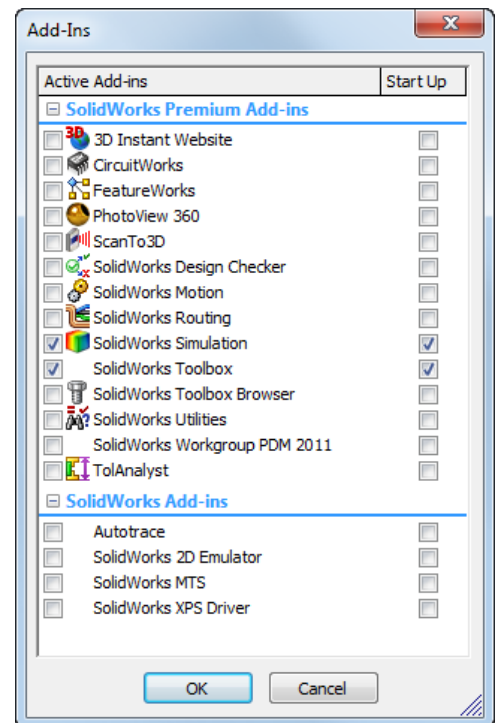 Add-Ins
Active Add-ins Start Up
SolidWorks Premium Add-ins
3D Instant Website
CircuitWorks
FeatureWorks
PhotoView 360
ScanTo3D
SolidWorks Design Checker
SolidWorks Motion
SolidWorks Routing
SolidWorks Simulation
SolidWorks Toolbox
SolidWorks Toolbox Browser
SolidWorks Utilities
SolidWorks Workgroup PDM 2011
TolAnalyst
SolidWorks Add-ins
Autotrace
SolidWorks 2D Emulator
SolidWorks MTS
SolidWorks XPS Driver
OK Cancel